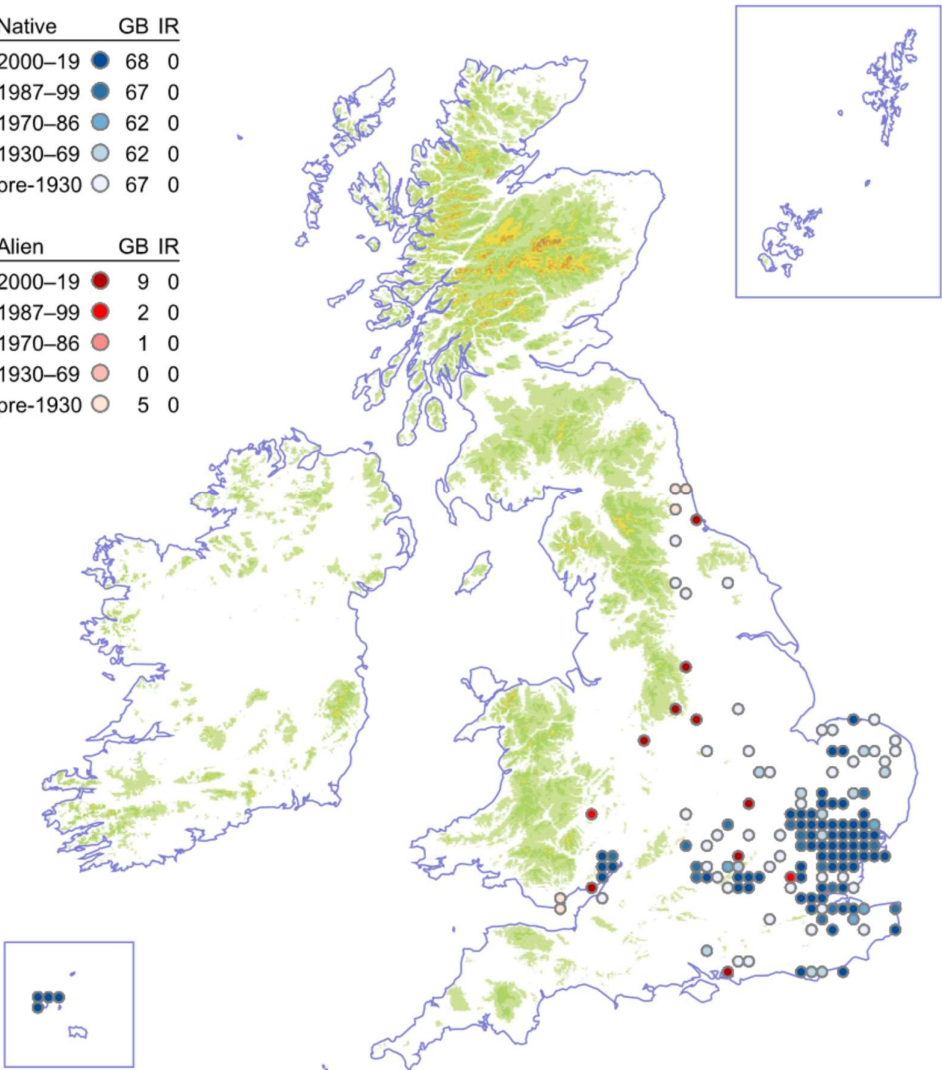 Native GB IR
2000–19 68 0
1987–99 67 0
1970–86 62 0
1930–69 62 0
pre-1930 67 0
Alien GB IR
2000–19 9 0
1987–99 2 0
1970–86 1 0
1930–69 0 0
pre-1930 5 0